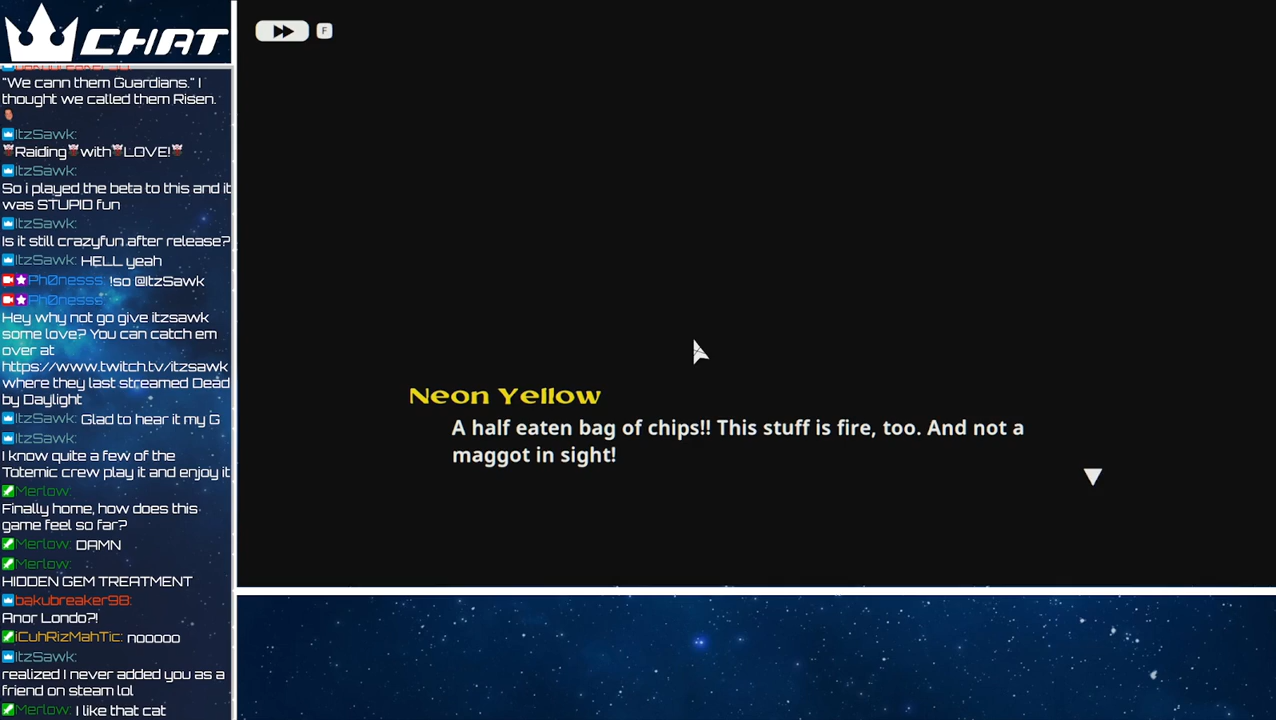 CHAT
"We cann them Guardians." I
thought we called them Risen.
ItzSawk:
Raiding with LOVE!
ItzSawk:
So i played the beta to this and it
was STUPID fun
ItzSawk:
Is it still crazyfun after release?
ItzSawk: HELL yeah
Ph0nesss: !so @ItzSawk
Ph0nesss:
Hey why not go give itzsawk
some love? You can catch em
over at
https://www.twitch.tv/itzsawk
where they last streamed Dead
by Daylight
ItzSawk: Glad to hear it my G
ItzSawk:
I know quite a few of the
Totemic crew play it and enjoy it
Merlow:
Finally home, how does this
game feel so far?
Merlow: DAMN
Merlow:
HIDDEN GEM TREATMENT
bakubreaker98:
Anor Londo?!
iCuhRizMahTic: nooooo
ItzSawk:
realized I never added you as a
friend on steam lol
Merlow: I like that cat
F
Neon Yellow
A half eaten bag of chips!! This stuff is fire, too. And not a
maggot in sight!